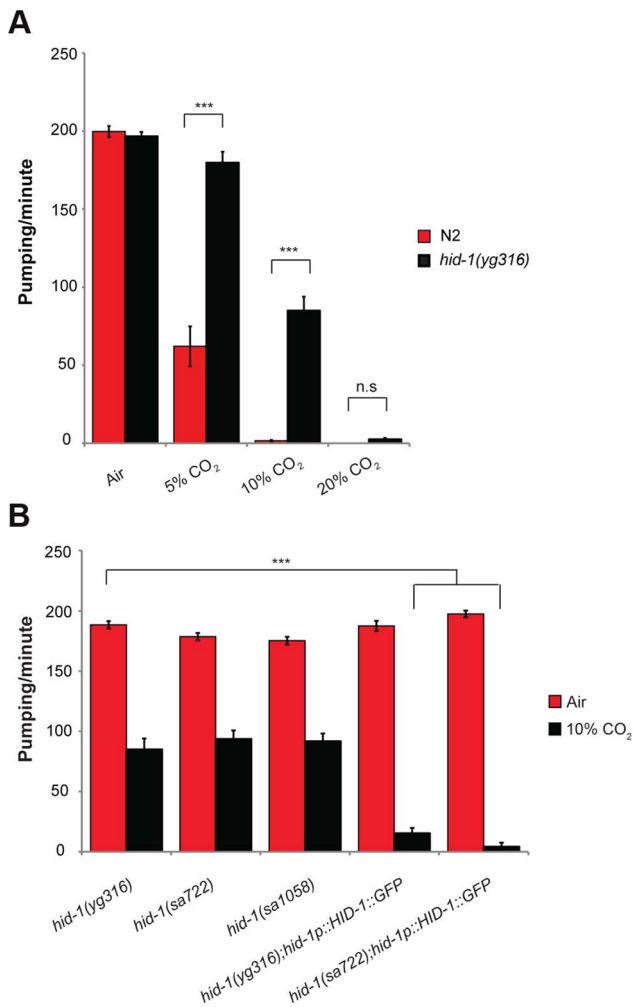 A
250
200
150
100
50
0
Pumping/minute
***
***
n.s
N2
hid-1(yg316)
Air
5% CO₂
10% CO₂
20% CO₂
B
250
200
150
100
50
0
Pumping/minute
***
Air
10% CO₂
hid-1(yg316)
hid-1(sa722)
hid-1(sa1058)
hid-1(yg316);hid-1p::HID-1::GFP
hid-1(sa722);hid-1p::HID-1::GFP